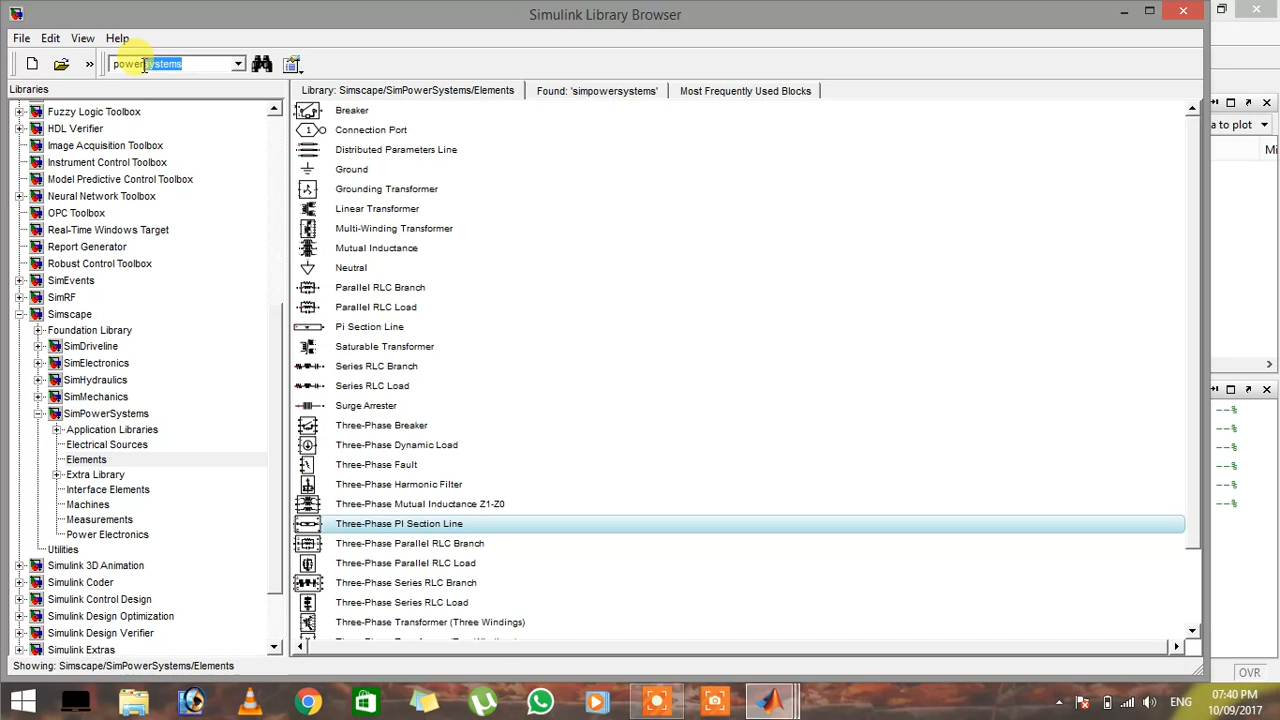 Simulink Library Browser
File Edit View Help
» powersystems
Libraries
Library: Simscape/SimPowerSystems/Elements Found: 'simpowersystems' Most Frequently Used Blocks
Fuzzy Logic Toolbox
HDL Verifier
Image Acquisition Toolbox
Instrument Control Toolbox
Model Predictive Control Toolbox
Neural Network Toolbox
OPC Toolbox
Real-Time Windows Target
Report Generator
Robust Control Toolbox
SimEvents
SimRF
Simscape
Foundation Library
SimDriveline
SimElectronics
SimHydraulics
SimMechanics
SimPowerSystems
Application Libraries
Electrical Sources
Elements
Extra Library
Interface Elements
Machines
Measurements
Power Electronics
Utilities
Simulink 3D Animation
Simulink Coder
Simulink Control Design
Simulink Design Optimization
Simulink Design Verifier
Simulink Extras
Breaker
1 Connection Port
Distributed Parameters Line
Ground
Grounding Transformer
Linear Transformer
Multi-Winding Transformer
Mutual Inductance
Neutral
Parallel RLC Branch
Parallel RLC Load
Pi Section Line
Saturable Transformer
Series RLC Branch
Series RLC Load
Surge Arrester
Three-Phase Breaker
Three-Phase Dynamic Load
Three-Phase Fault
Three-Phase Harmonic Filter
Three-Phase Mutual Inductance Z1-Z0
Three-Phase PI Section Line
Three-Phase Parallel RLC Branch
Three-Phase Parallel RLC Load
Three-Phase Series RLC Branch
Three-Phase Series RLC Load
Three-Phase Transformer (Three Windings)
a to plot
Mi
--%
--%
--%
--%
--%
--%
Showing: Simscape/SimPowerSystems/Elements
OVR
ENG
07:40 PM
10/09/2017